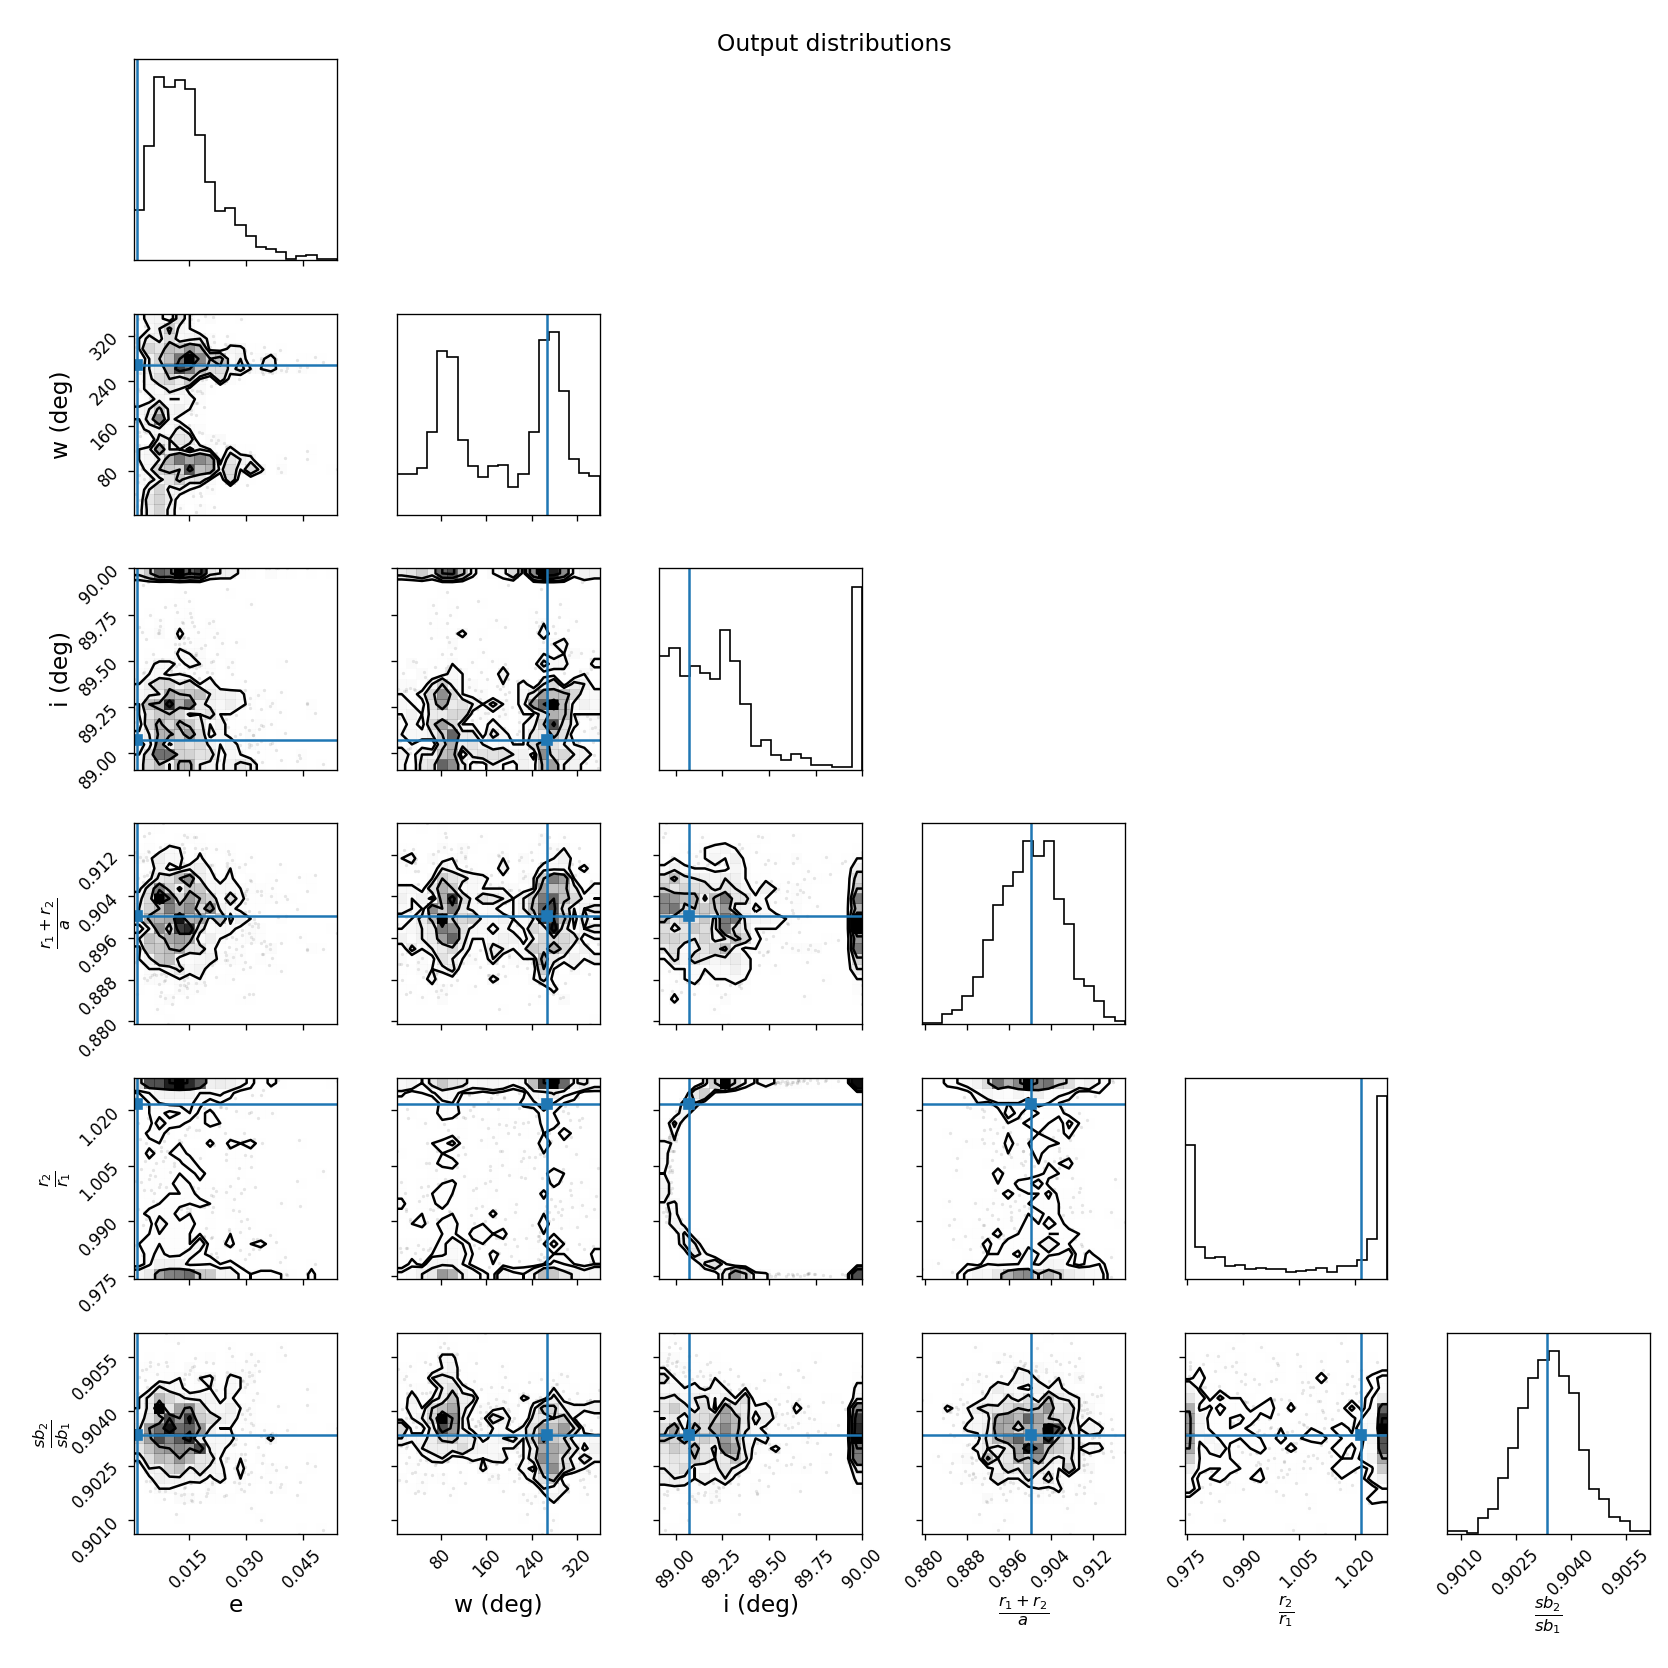 Output distributions
320
240
160
80
w (deg)
90.00
89.75
89.50
89.25
89.00
i (deg)
0.912
0.904
0.896
0.888
0.880
r₁ + r₂
a
1.020
1.005
0.990
0.975
r₂
r₁
0.9055
0.9040
0.9025
0.9010
sb₂
sb₁
0.015 0.030 0.045
e
80 160 240 320
w (deg)
89.00 89.25 89.50 89.75 90.00
i (deg)
0.880 0.888 0.896 0.904 0.912
r₁ + r₂
a
0.975 0.990 1.005 1.020
r₂
r₁
0.9010 0.9025 0.9040 0.9055
sb₂
sb₁